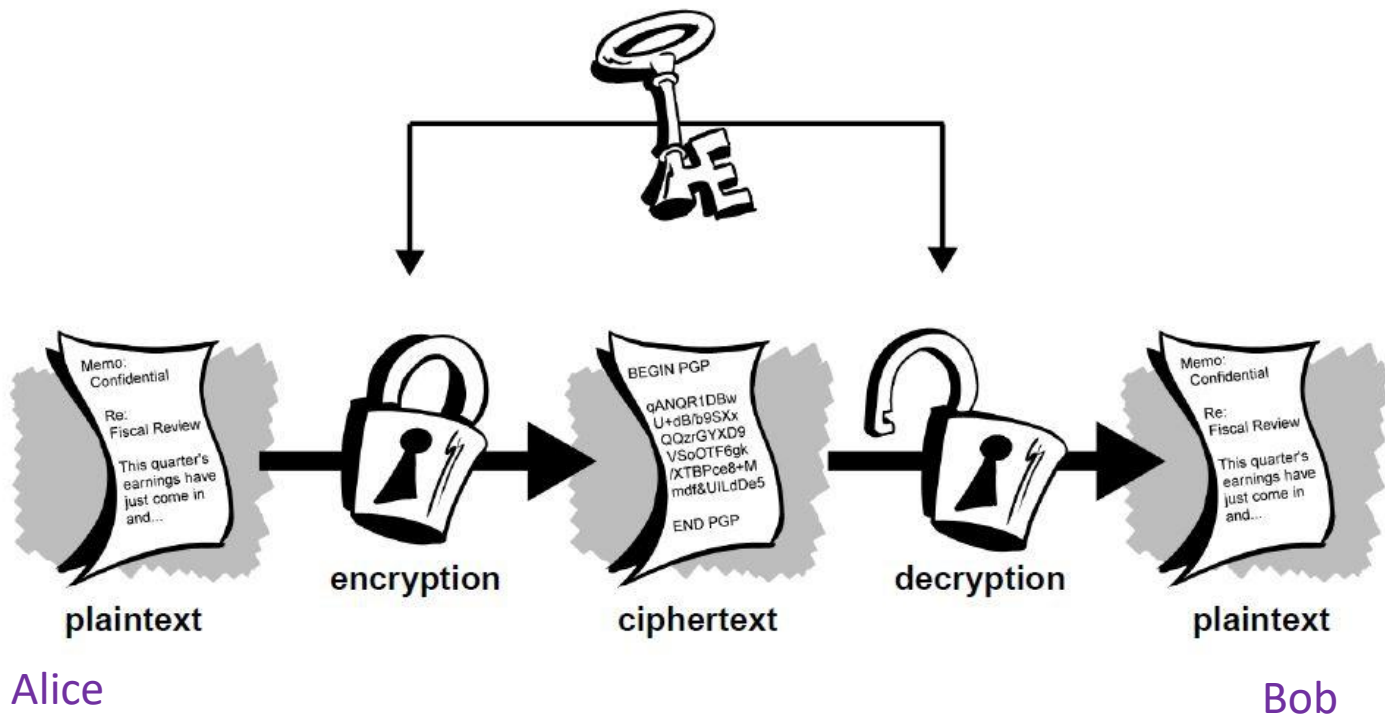 Memo:
Confidential
Re:
Fiscal Review
This quarter's
earnings have
just come in
and...
plaintext
Alice
encryption
BEGIN PGP
qANQR1DBw
U+dB/b9SXx
QQzrGYXD9
VSoOTF6gk
/XTBPce8+M
mdf&UILdDe5
END PGP
ciphertext
decryption
Memo:
Confidential
Re:
Fiscal Review
This quarter's
earnings have
just come in
and...
plaintext
Bob